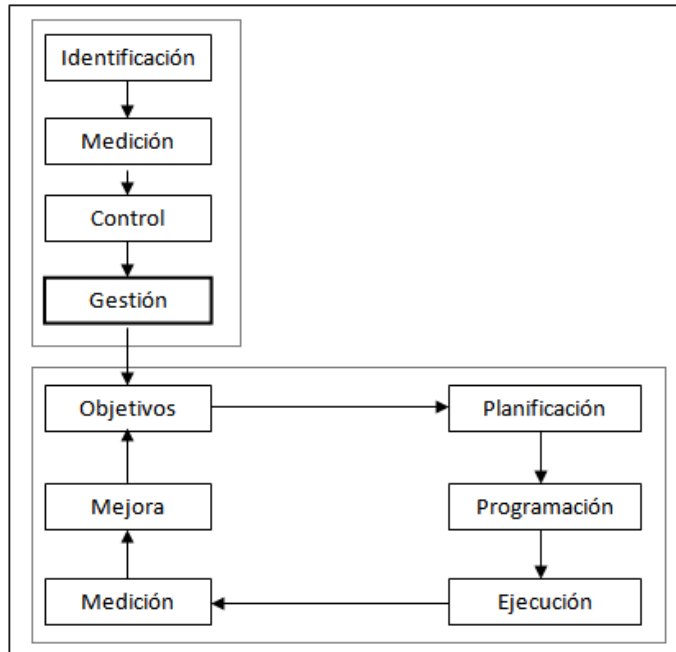 Identificación
Medición
Control
Gestión
Objetivos
Planificación
Mejora
Programación
Medición
Ejecución